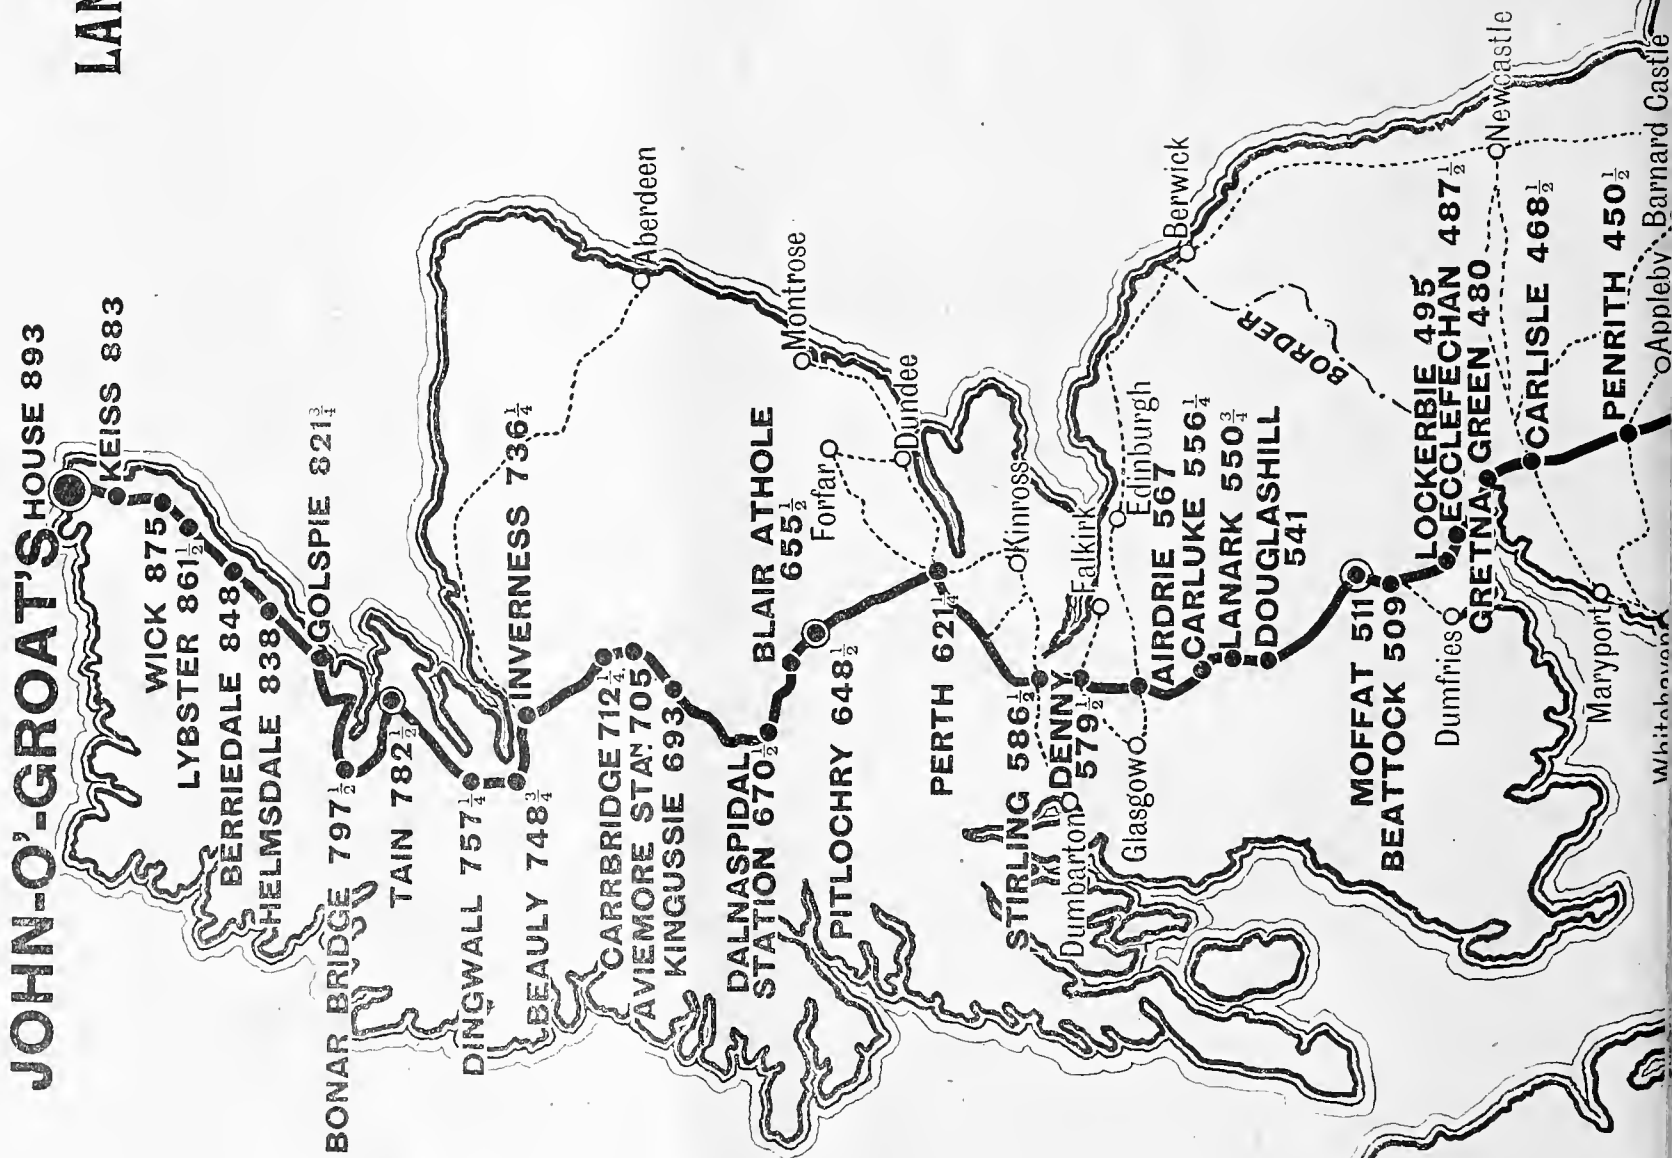 LAN
JOHN-O'-GROAT'S HOUSE 893
KEISS 883
WICK 875
LYBSTER 861½
BERRIEDALE 848
HELMSDALE 838
GOLSPIE 821¾
BONAR BRIDGE 797½
TAIN 782½
DINGWALL 757¼
BEAULY 748¾
INVERNESS 736¼
Aberdeen
CARRBRIDGE 712¼
AVIEMORE STAN. 705
KINGUSSIE 693
DALNASPIDAL
STATION 670½
BLAIR ATHOLE
655½
Montrose
Forfar
PITLOCHRY 648½
Dundee
PERTH 621¼
Kinross
STIRLING 586½
DENNY
579½
Dumbarton
Falkirk
Edinburgh
Glasgow
Berwick
AIRDRIE 567
CARLUKE 556¼
LANARK 550¾
DOUGLASHILL
541
BORDER
MOFFAT 511
BEATTOCK 509
LOCKERBIE 495
ECCLEFECHAN 487½
Dumfries
GRETNA GREEN 480
Newcastle
CARLISLE 468½
Maryport
PENRITH 450½
Appleby
Barnard Castle
Whitehaven